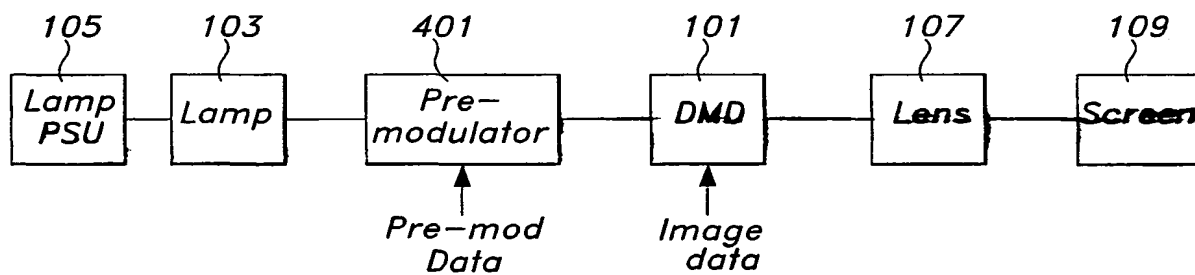 105
103
401
101
107
109
Lamp
PSU
Lamp
Pre-
modulator
DMD
Lens
Screen
Pre-mod
Data
Image
data